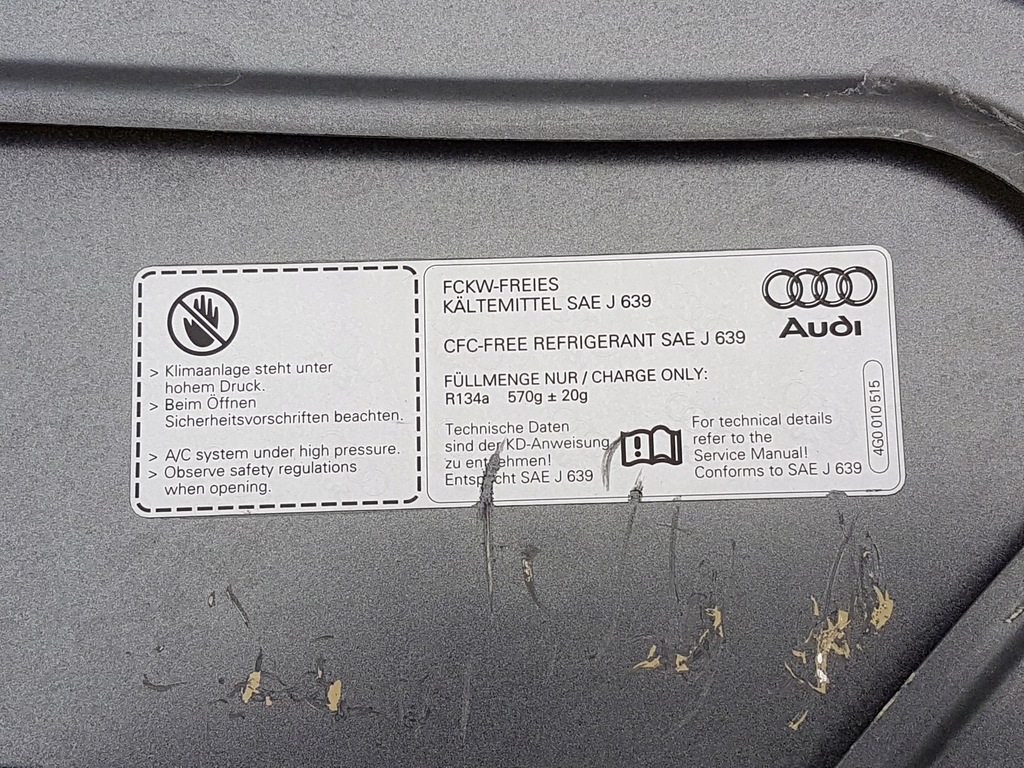 > Klimaanlage steht unter
hohem Druck.
> Beim Öffnen
Sicherheitsvorschriften beachten.
> A/C system under high pressure.
> Observe safety regulations
when opening.
FCKW-FREIES
KÄLTEMITTEL SAE J 639
CFC-FREE REFRIGERANT SAE J 639
FÜLLMENGE NUR / CHARGE ONLY:
R134a 570g ± 20g
Technische Daten
sind der KD-Anweisung
zu entnehmen!
Entspricht SAE J 639
For technical details
refer to the
Service Manual!
Conforms to SAE J 639
Audi
4G0 010 515